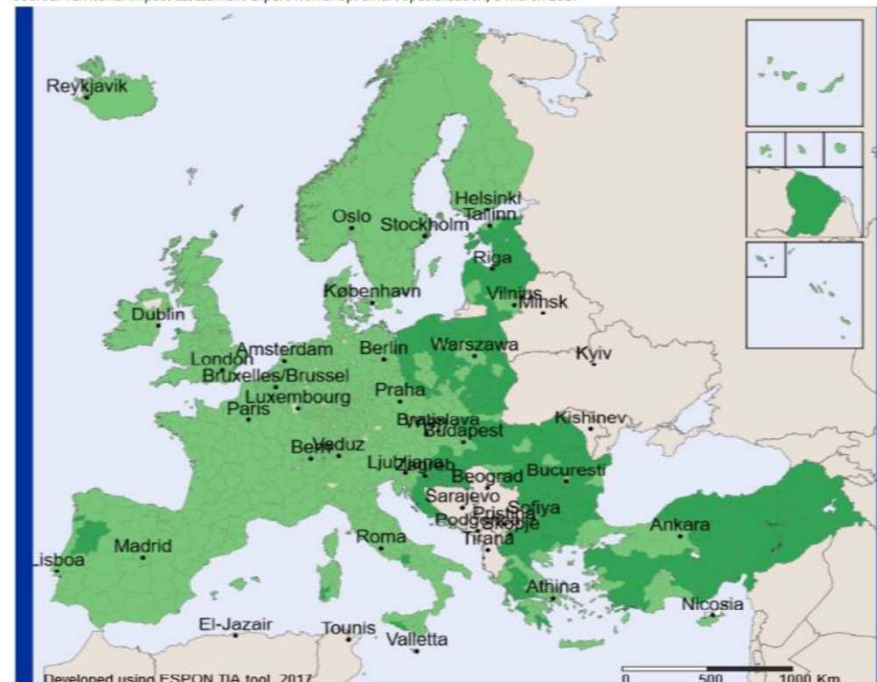 Reykjavik
Helsinki
Tallinn
Oslo
Stockholm
Riga
København
Vilnius
Minsk
Dublin
Amsterdam
Berlin
Warszawa
London
Bruxelles/Brussel
Kyiv
Luxembourg
Praha
Paris
Bratislava
Kishinev
Budapest
Bern
Vaduz
Ljubljana
Zagreb
Beograd
Bucuresti
Sarajevo
Pristina
Sofiya
Skopje
Ankara
Roma
Tirana
Madrid
Lisboa
Athina
Nicosia
El-Jazair
Tounis
Valletta
Developed using ESPON TIA tool, 2017
0 500 1000 Km